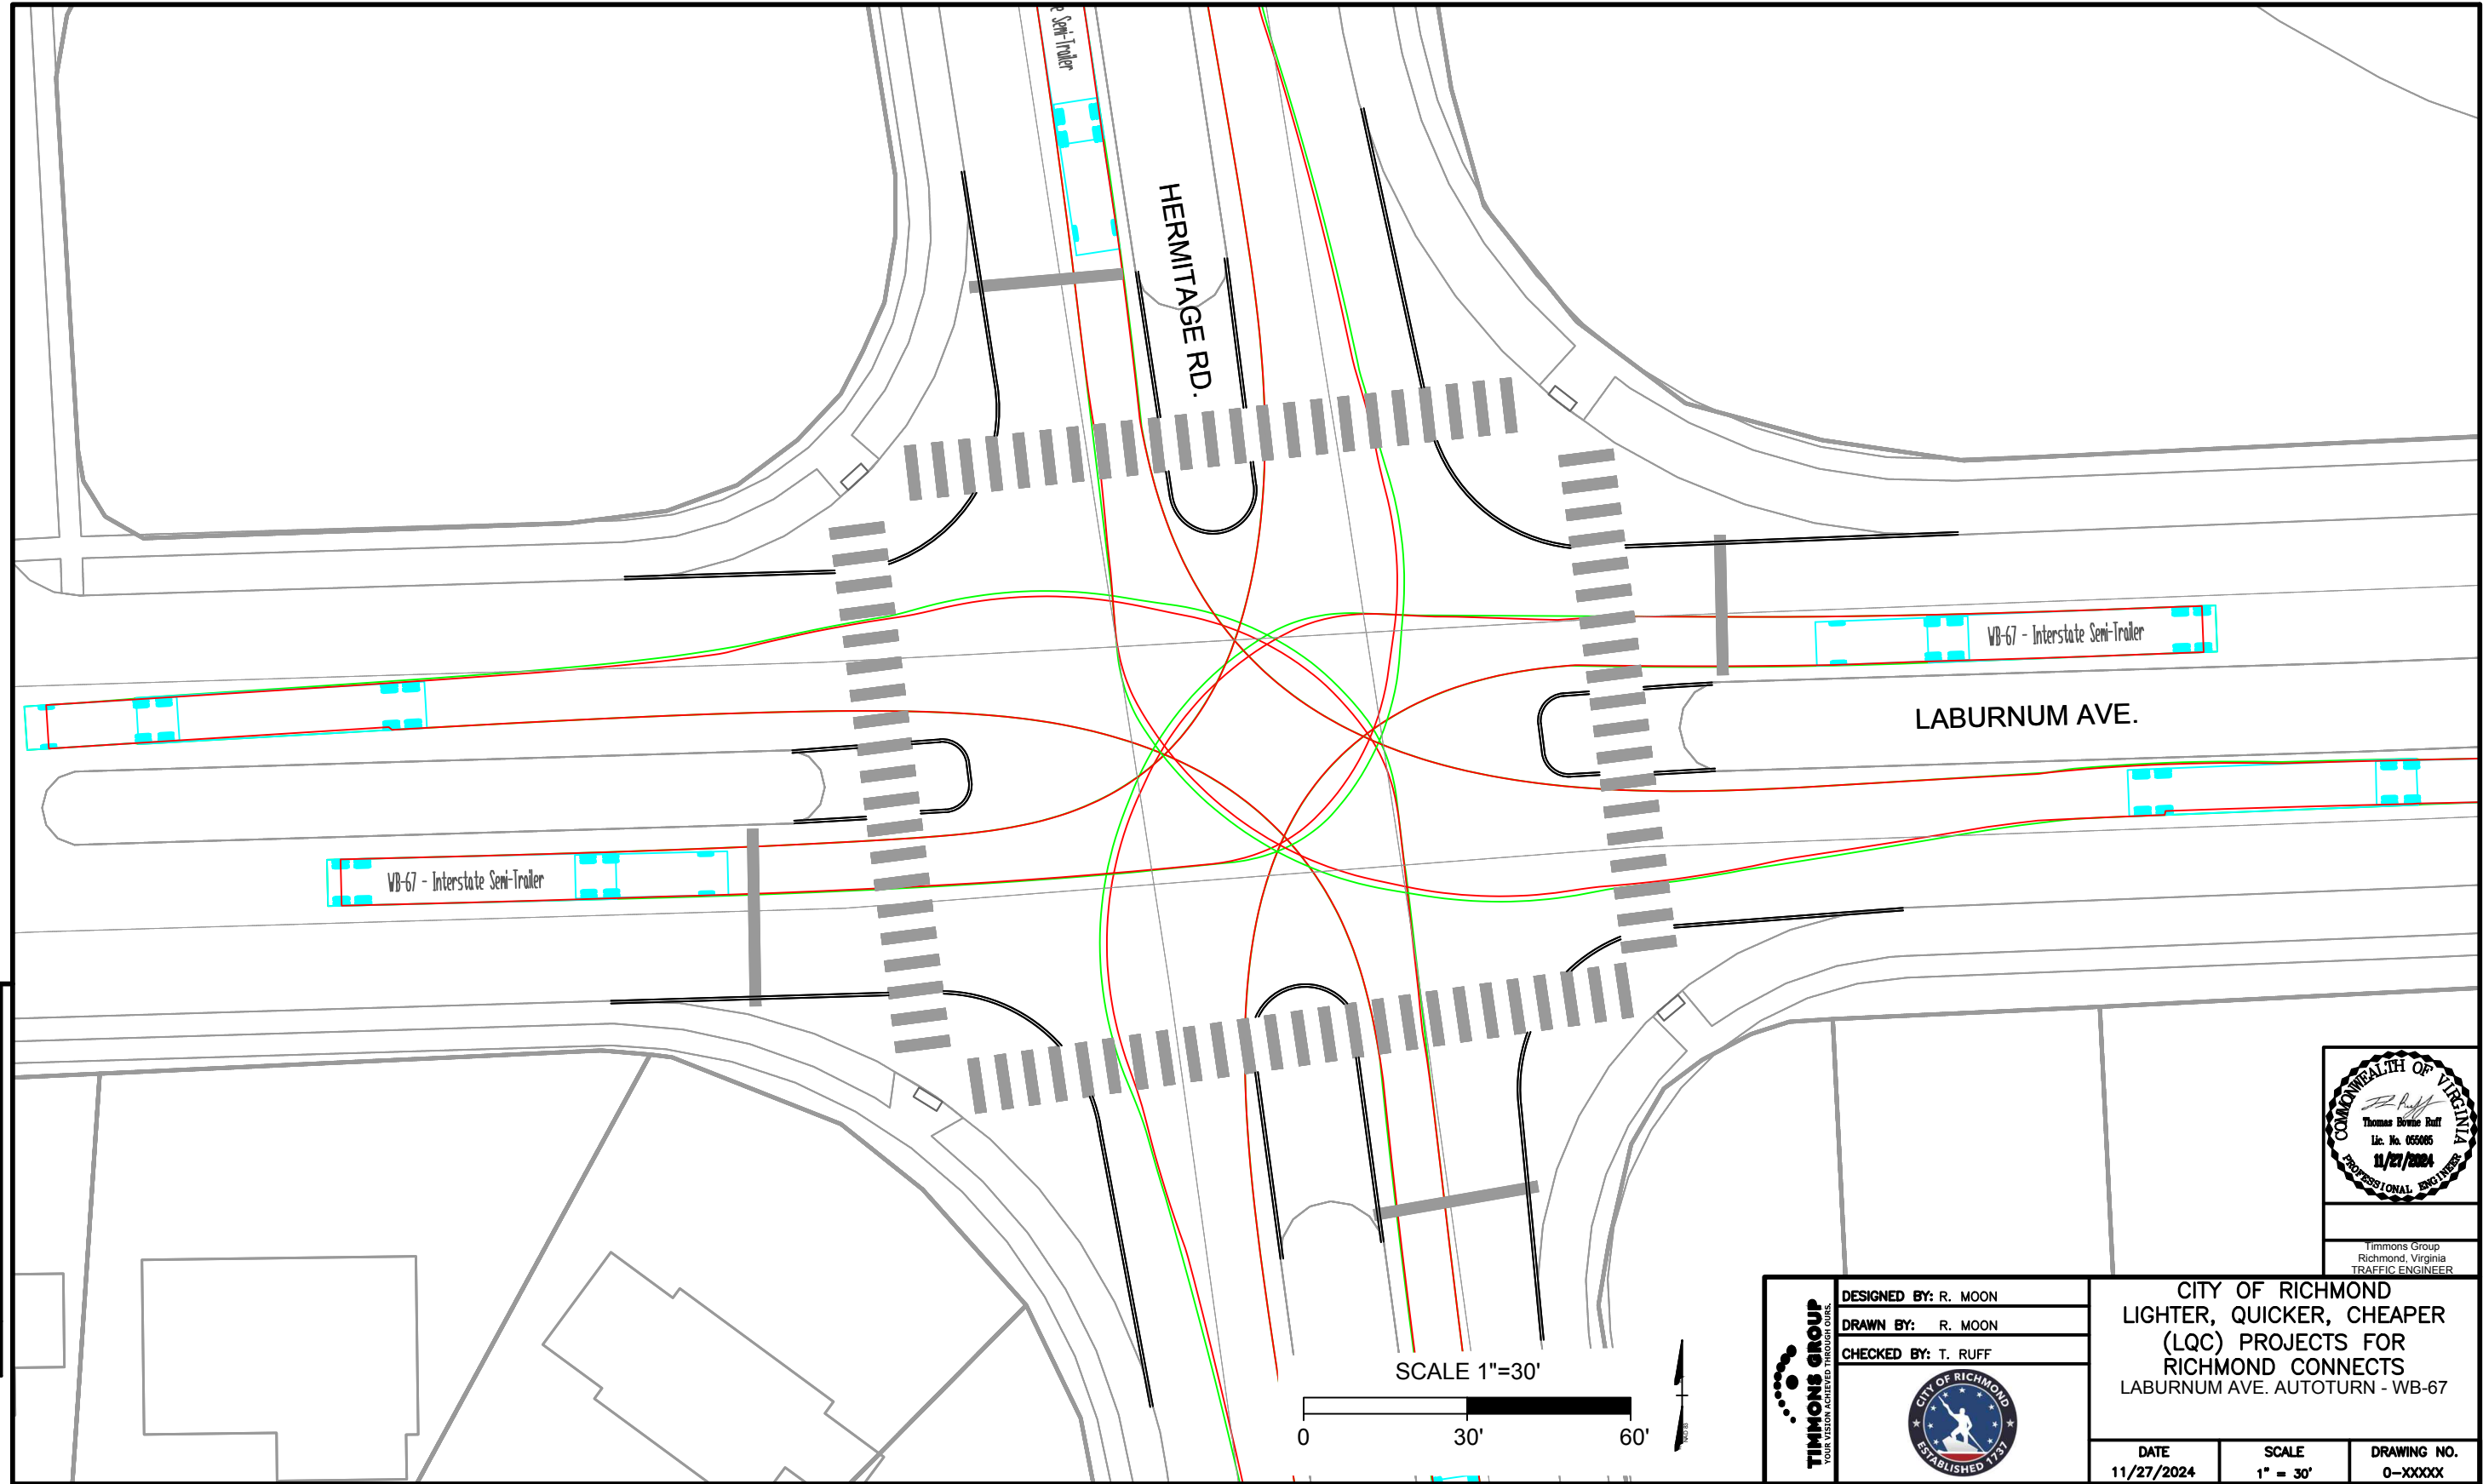 e Semi-Trailer
HERMITAGE RD.
WB-67 - Interstate Semi-Trailer
LABURNUM AVE.
WB-67 - Interstate Semi-Trailer
COMMONWEALTH OF VIRGINIA
Thomas Bowne Ruff
Lic. No. 055085
11/27/2024
PROFESSIONAL ENGINEER
Timmons Group
Richmond, Virginia
TRAFFIC ENGINEER
SCALE 1"=30'
0 30' 60'
TIMMONS GROUP
YOUR VISION ACHIEVED THROUGH OURS.
DESIGNED BY: R. MOON
DRAWN BY: R. MOON
CHECKED BY: T. RUFF
CITY OF RICHMOND
ESTABLISHED 1737
CITY OF RICHMOND
LIGHTER, QUICKER, CHEAPER
(LQC) PROJECTS FOR
RICHMOND CONNECTS
LABURNUM AVE. AUTOTURN - WB-67
DATE
11/27/2024
SCALE
1" = 30'
DRAWING NO.
0-XXXXX